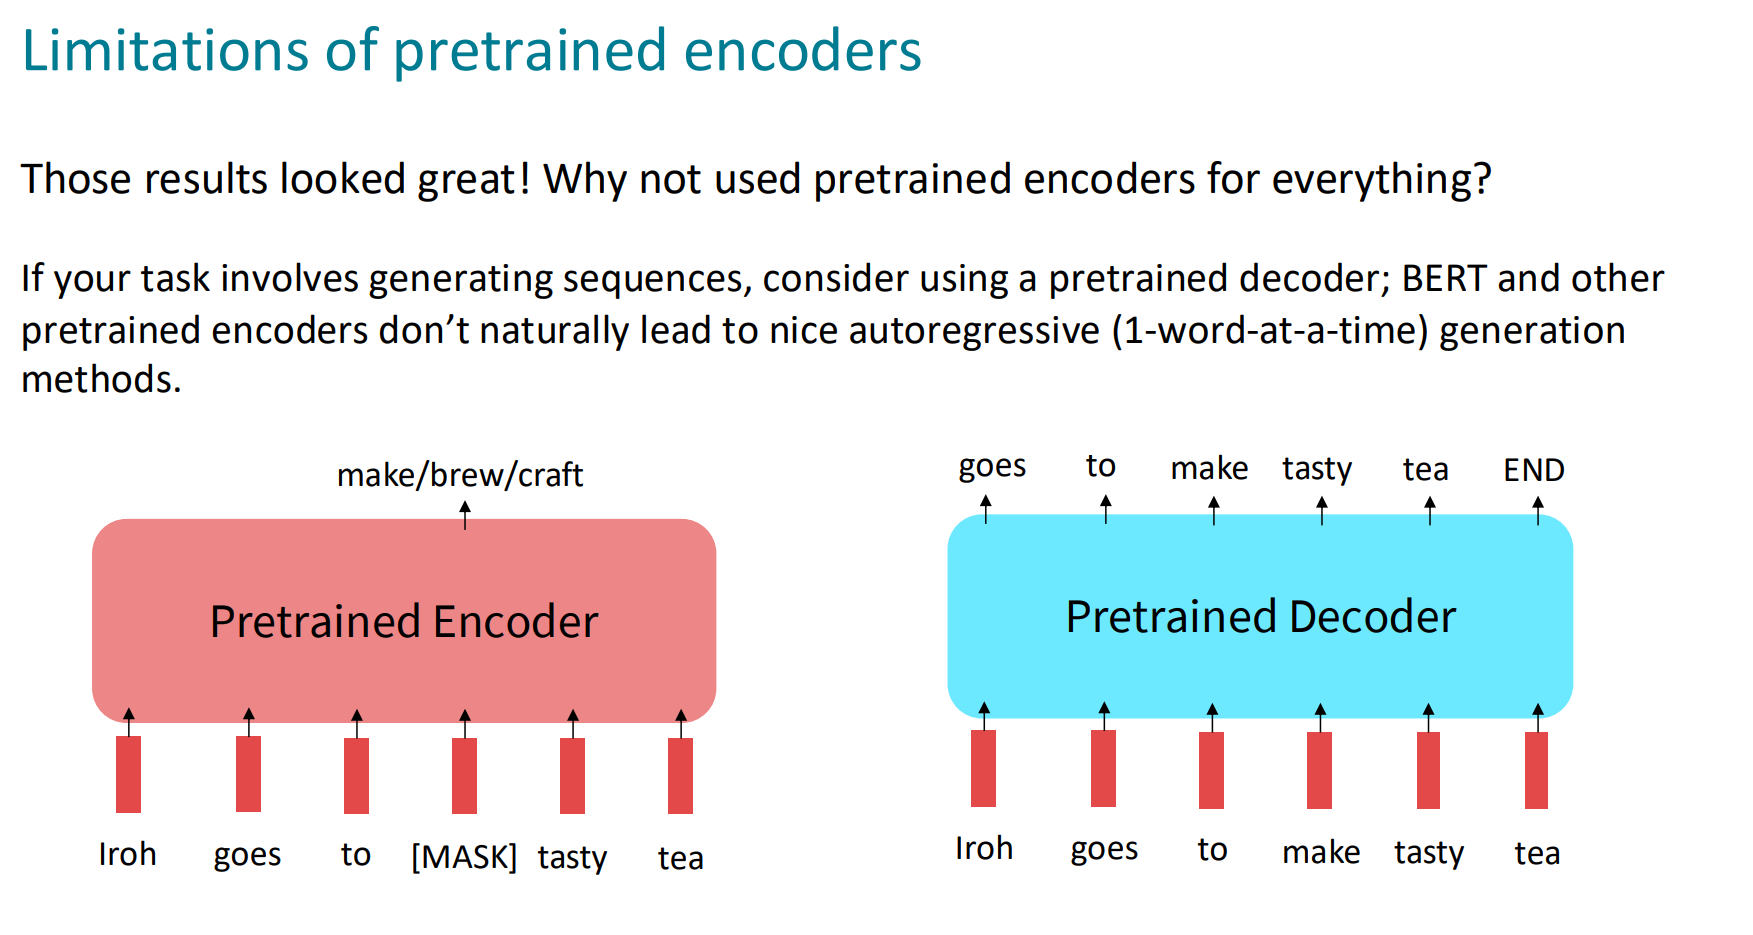 Limitations of pretrained encoders
Those results looked great! Why not used pretrained encoders for everything?
If your task involves generating sequences, consider using a pretrained decoder; BERT and other
pretrained encoders don’t naturally lead to nice autoregressive (1-word-at-a-time) generation
methods.
make/brew/craft
Pretrained Encoder
Iroh goes to [MASK] tasty tea
goes to make tasty tea END
Pretrained Decoder
Iroh goes to make tasty tea